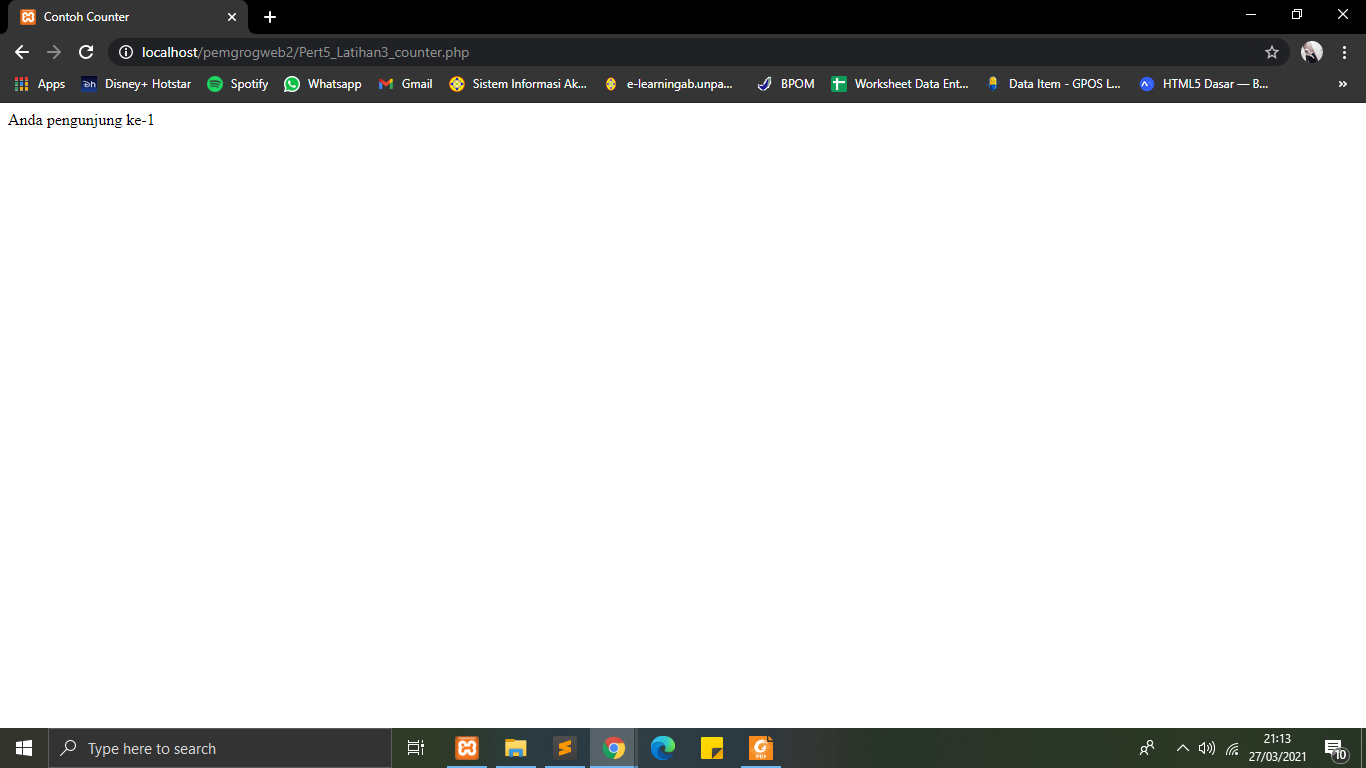 Contoh Counter
localhost/pemgrogweb2/Pert5_Latihan3_counter.php
Apps Disney+ Hotstar Spotify Whatsapp Gmail Sistem Informasi Ak... e-learningab.unpa... BPOM Worksheet Data Ent... Data Item - GPOS L... HTML5 Dasar — B... »
Anda pengunjung ke-1
Type here to search
21:13
27/03/2021
10